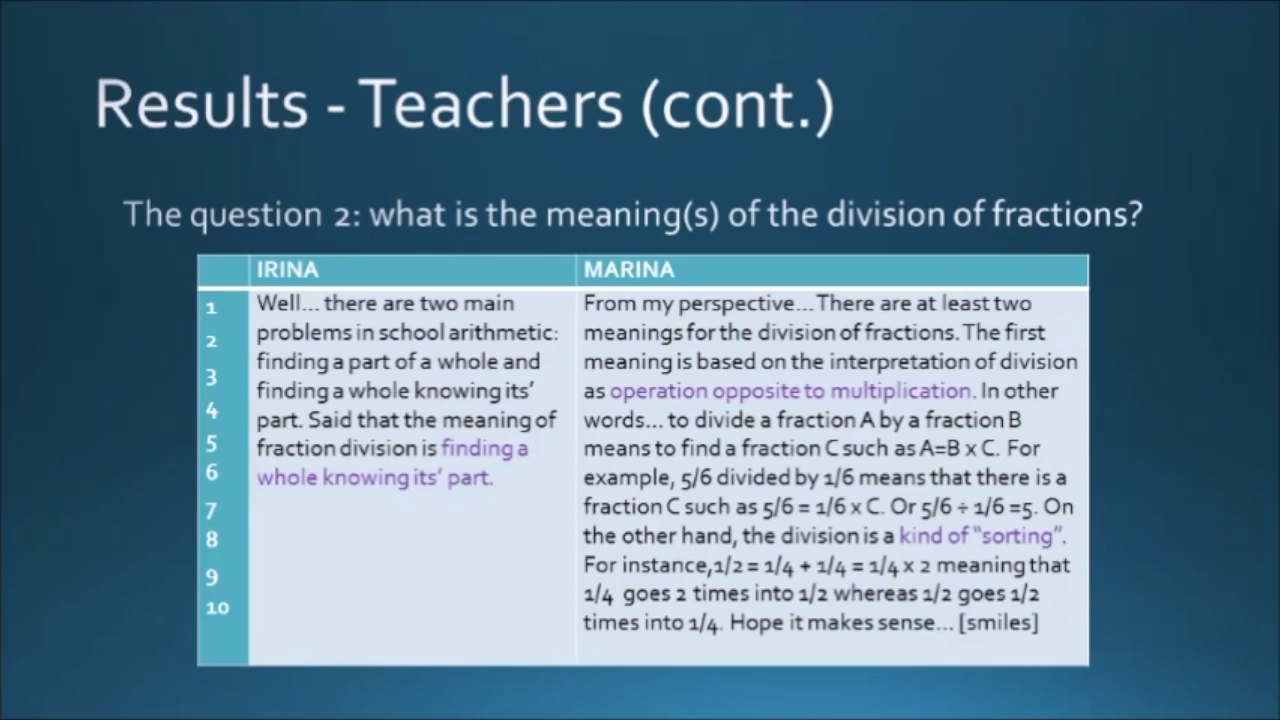 Results - Teachers (cont.)
The question 2: what is the meaning(s) of the division of fractions?
IRINA
MARINA
1
2
3
4
5
6
7
8
9
10
Well... there are two main
problems in school arithmetic:
finding a part of a whole and
finding a whole knowing its'
part. Said that the meaning of
fraction division is finding a
whole knowing its' part.
From my perspective... There are at least two
meanings for the division of fractions. The first
meaning is based on the interpretation of division
as operation opposite to multiplication. In other
words... to divide a fraction A by a fraction B
means to find a fraction C such as A=B x C. For
example, 5/6 divided by 1/6 means that there is a
fraction C such as 5/6 = 1/6 x C. Or 5/6 ÷ 1/6 =5. On
the other hand, the division is a kind of "sorting".
For instance,1/2 = 1/4 + 1/4 = 1/4 x 2 meaning that
1/4 goes 2 times into 1/2 whereas 1/2 goes 1/2
times into 1/4. Hope it makes sense... [smiles]